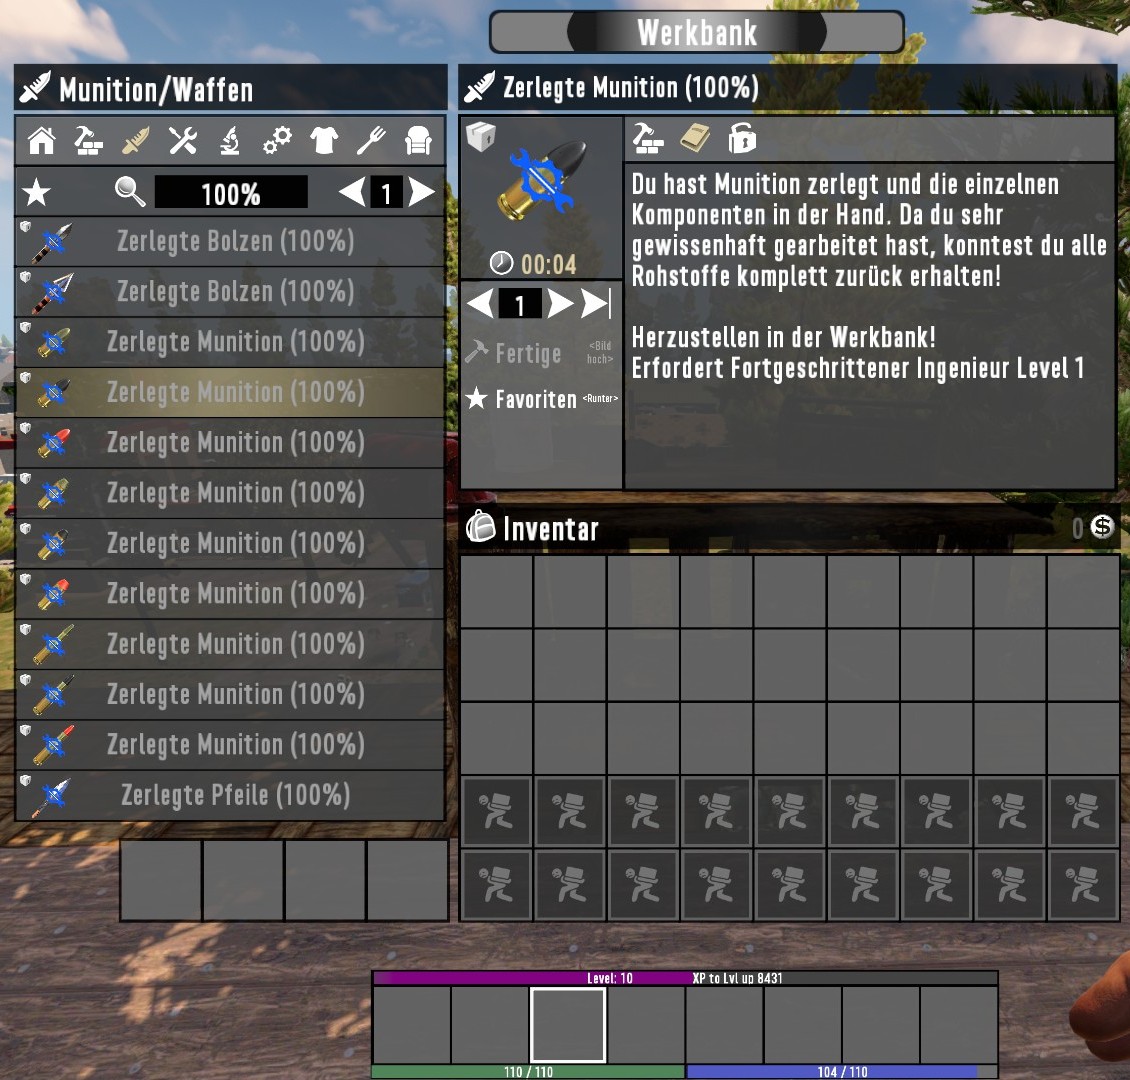 Werkbank
Munition/Waffen
100%
1
Zerlegte Bolzen (100%)
Zerlegte Bolzen (100%)
Zerlegte Munition (100%)
Zerlegte Munition (100%)
Zerlegte Munition (100%)
Zerlegte Munition (100%)
Zerlegte Munition (100%)
Zerlegte Munition (100%)
Zerlegte Munition (100%)
Zerlegte Munition (100%)
Zerlegte Munition (100%)
Zerlegte Pfeile (100%)
Zerlegte Munition (100%)
00:04
1
Fertige
<Bild
hoch>
Favoriten <Runter>
Du hast Munition zerlegt und die einzelnen
Komponenten in der Hand. Da du sehr
gewissenhaft gearbeitet hast, konntest du alle
Rohstoffe komplett zurück erhalten!
Herzustellen in der Werkbank!
Erfordert Fortgeschrittener Ingenieur Level 1
Inventar
0 $
Level: 10
XP to Lvl up 8431
110 / 110
104 / 110